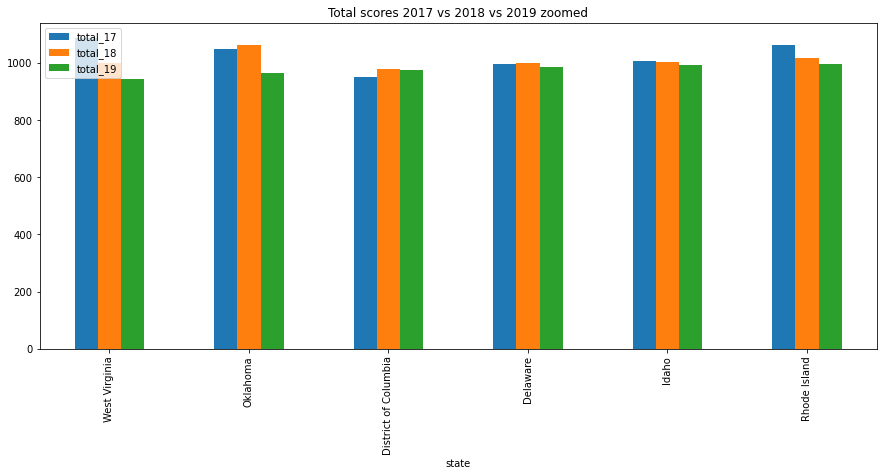 Total scores 2017 vs 2018 vs 2019 zoomed
total_17
total_18
total_19
1000
800
600
400
200
0
West Virginia
Oklahoma
District of Columbia
Delaware
Idaho
Rhode Island
state